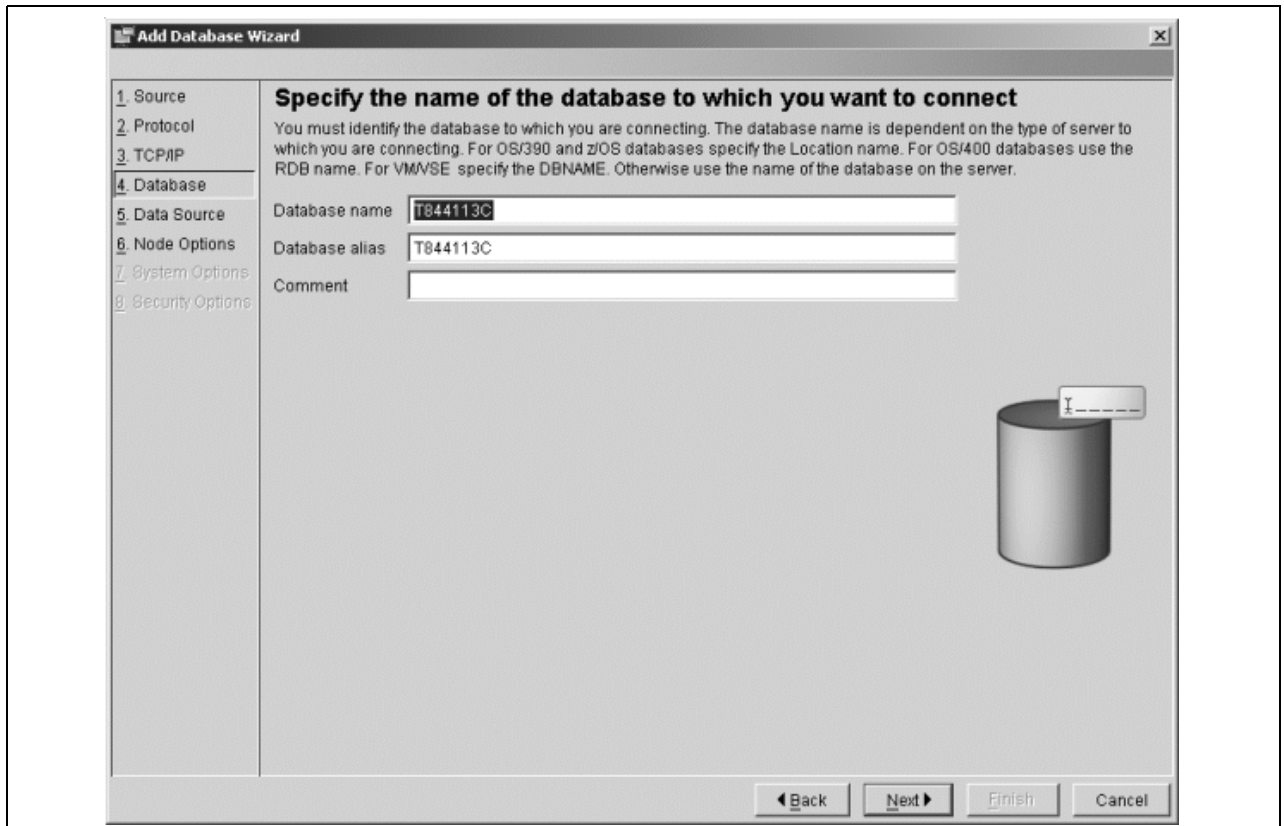 Add Database Wizard
1. Source
2. Protocol
3. TCP/IP
4. Database
5. Data Source
6. Node Options
7. System Options
8. Security Options
Specify the name of the database to which you want to connect
You must identify the database to which you are connecting. The database name is dependent on the type of server to
which you are connecting. For OS/390 and z/OS databases specify the Location name. For OS/400 databases use the
RDB name. For VM/VSE specify the DBNAME. Otherwise use the name of the database on the server.
Database name T844113C
Database alias T844113C
Comment
Back Next Finish Cancel